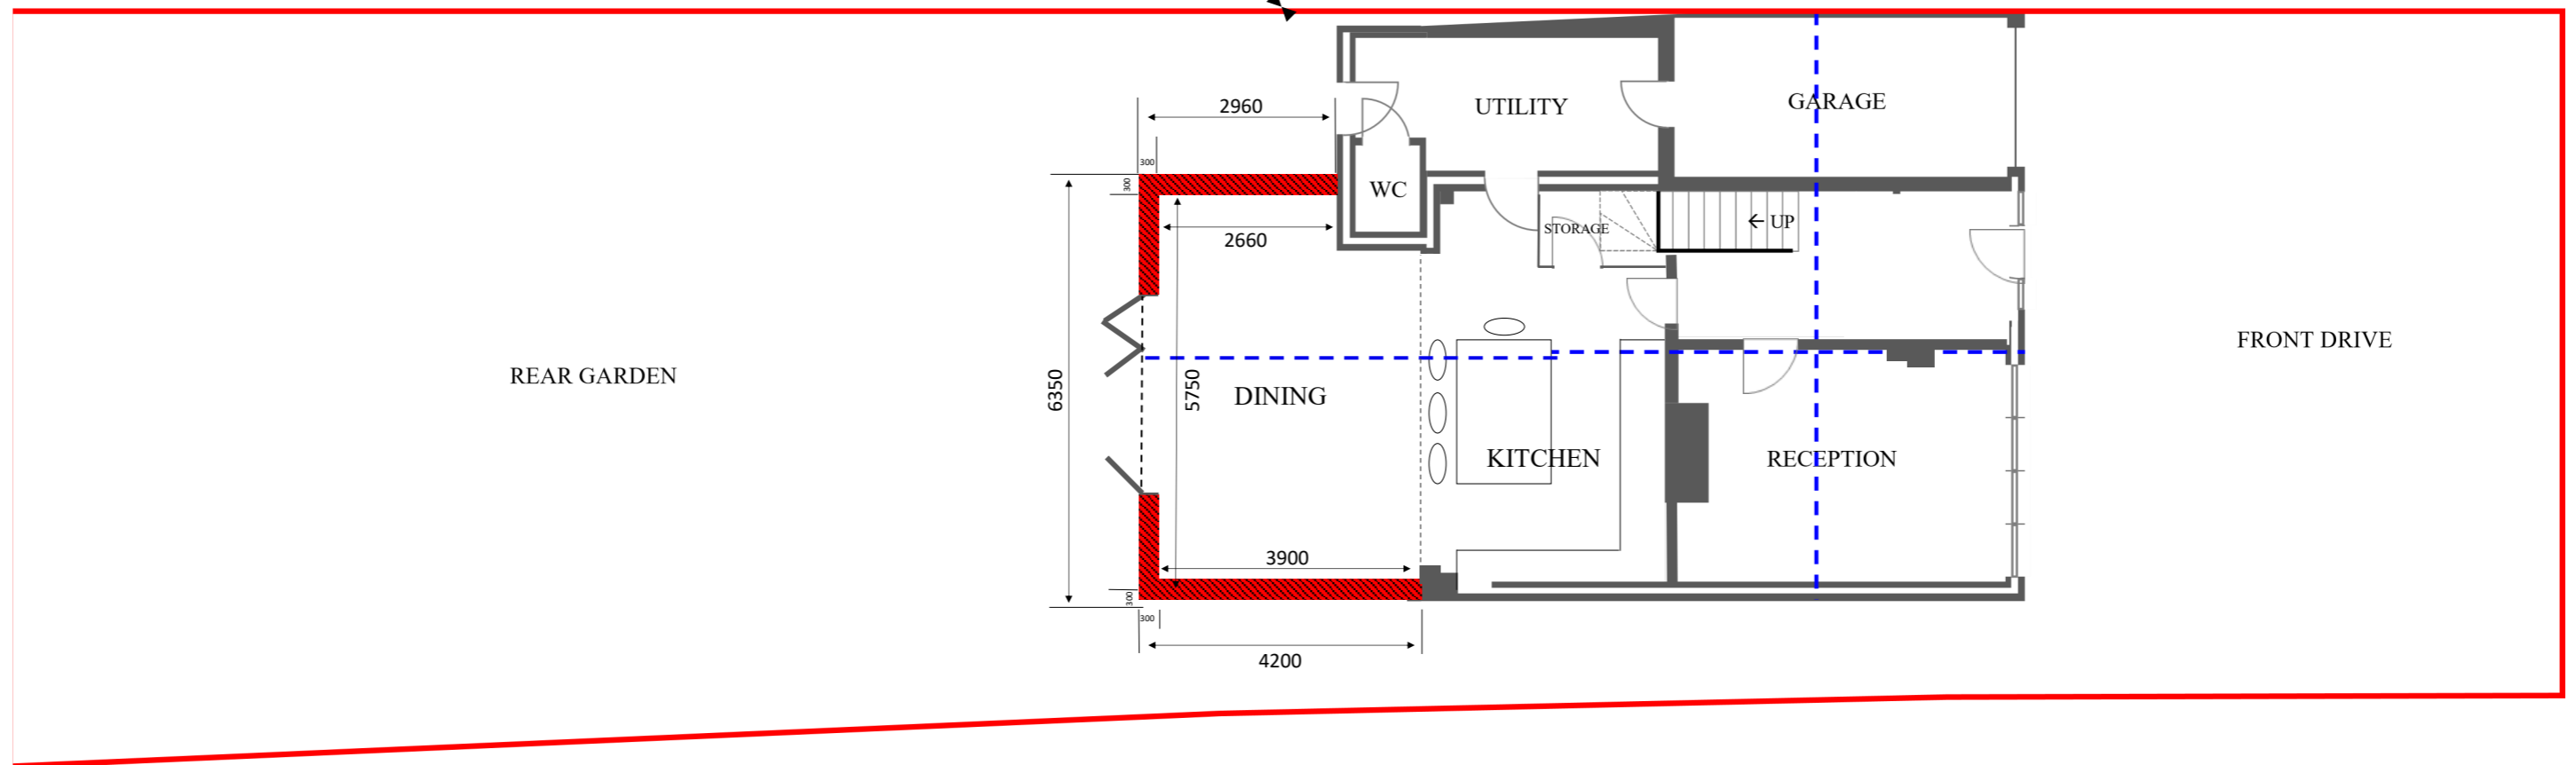 2960
UTILITY
GARAGE
300
300
WC
UP
STORAGE
2660
FRONT DRIVE
REAR GARDEN
6350
5750
DINING
KITCHEN
RECEPTION
3900
300
300
4200